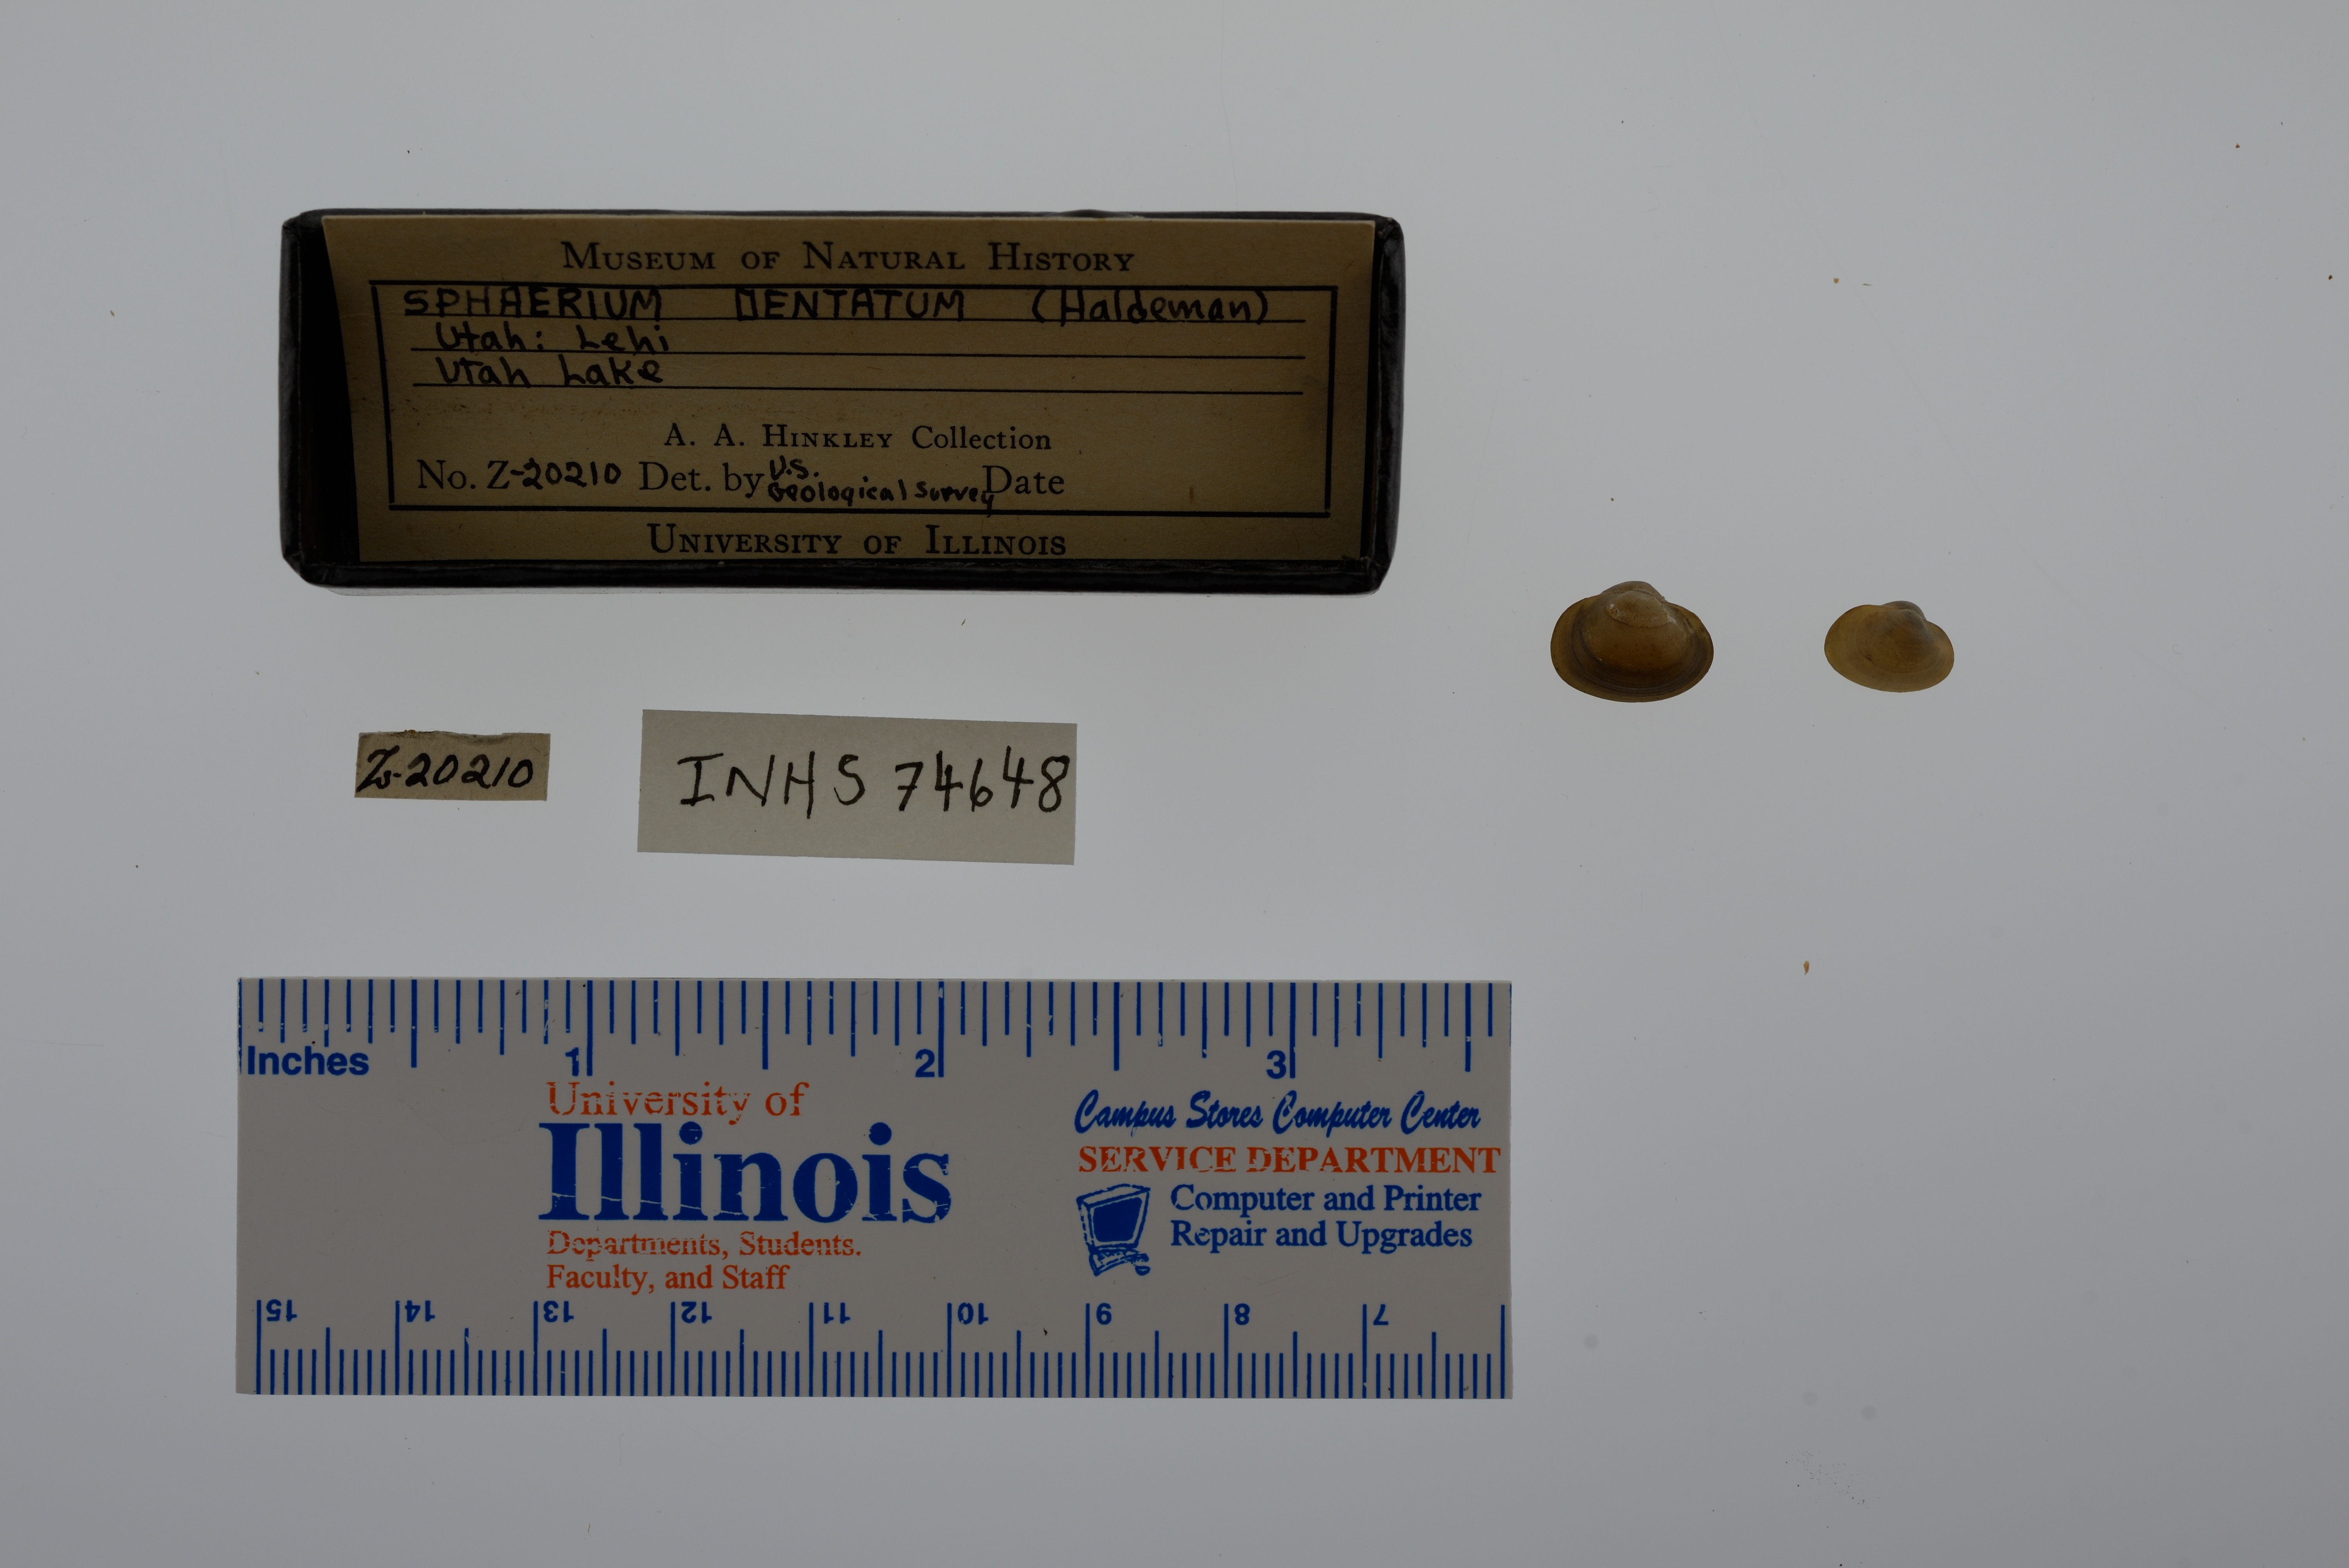 MUSEUM OF NATURAL HISTORY
SPHAERIUM DENTATUM (Haldeman)
Utah: Lehi
Utah Lake
A. A. HINKLEY Collection
No. Z-20210 Det. by U.S. Geological Survey Date
UNIVERSITY OF ILLINOIS
Z-20210
INHS 74648
Inches 1 2 3
University of
Illinois
Departments, Students.
Faculty, and Staff
Campus Stores Computer Center
SERVICE DEPARTMENT
Computer and Printer
Repair and Upgrades
15 14 13 12 11 10 9 8 7